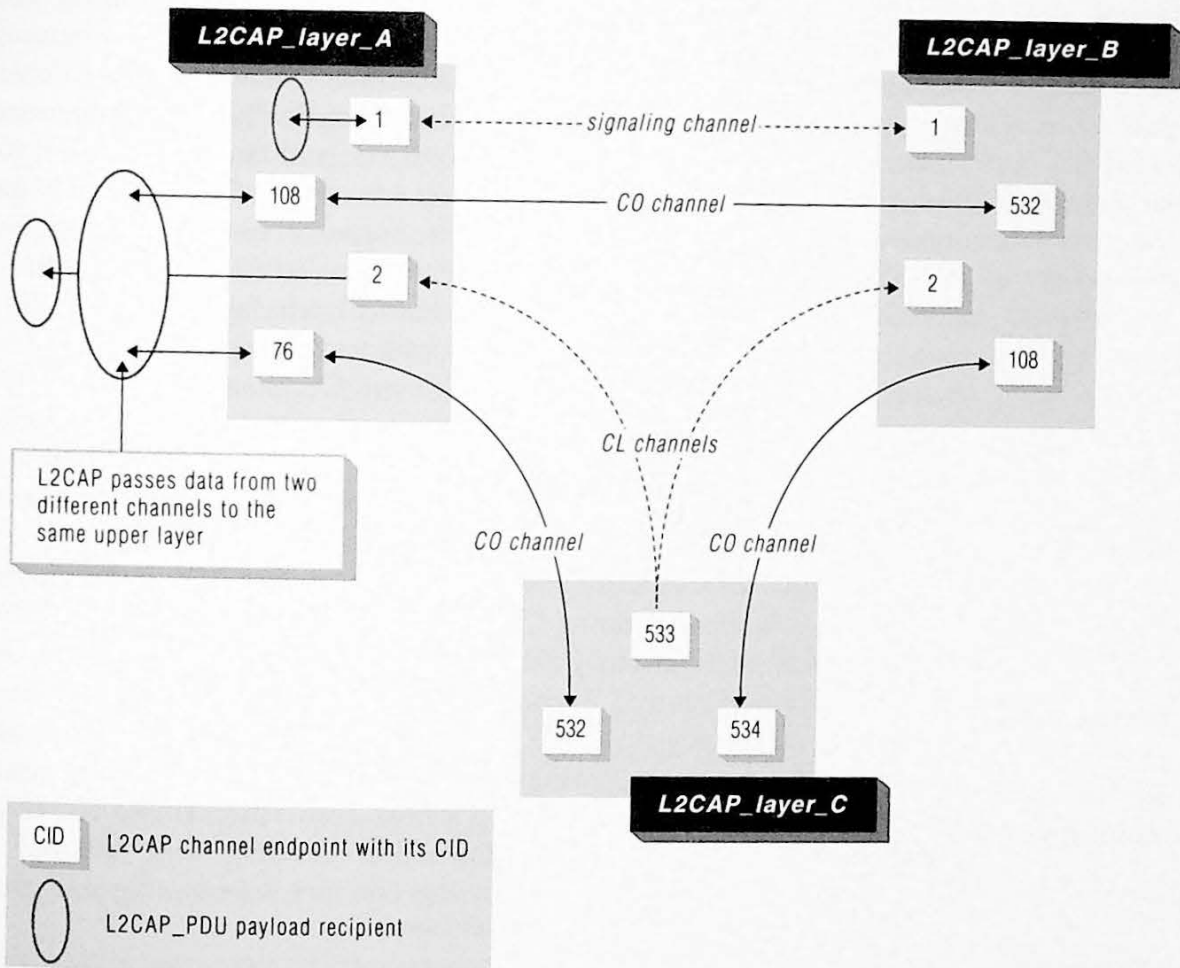 L2CAP_layer_A
L2CAP_layer_B
1
signaling channel
1
108
CO channel
532
2
2
76
108
CL channels
L2CAP passes data from two
different channels to the
same upper layer
CO channel
CO channel
533
532
534
L2CAP_layer_C
CID
L2CAP channel endpoint with its CID
L2CAP_PDU payload recipient